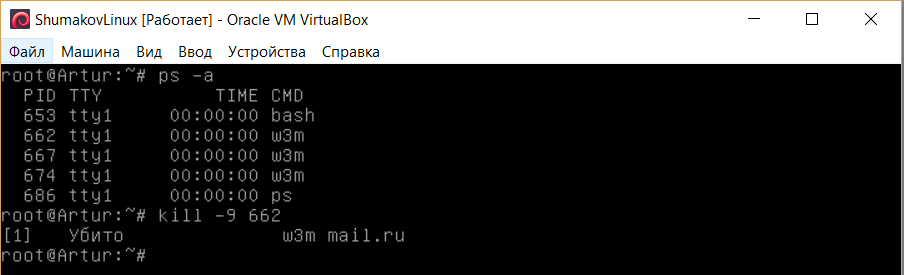 ShumakovLinux [Работает] - Oracle VM VirtualBox
Файл Машина Вид Ввод Устройства Справка
root@Artur:~# ps -a
PID TTY TIME CMD
653 tty1 00:00:00 bash
662 tty1 00:00:00 w3m
667 tty1 00:00:00 w3m
674 tty1 00:00:00 w3m
686 tty1 00:00:00 ps
root@Artur:~# kill -9 662
[1] Убито w3m mail.ru
root@Artur:~#